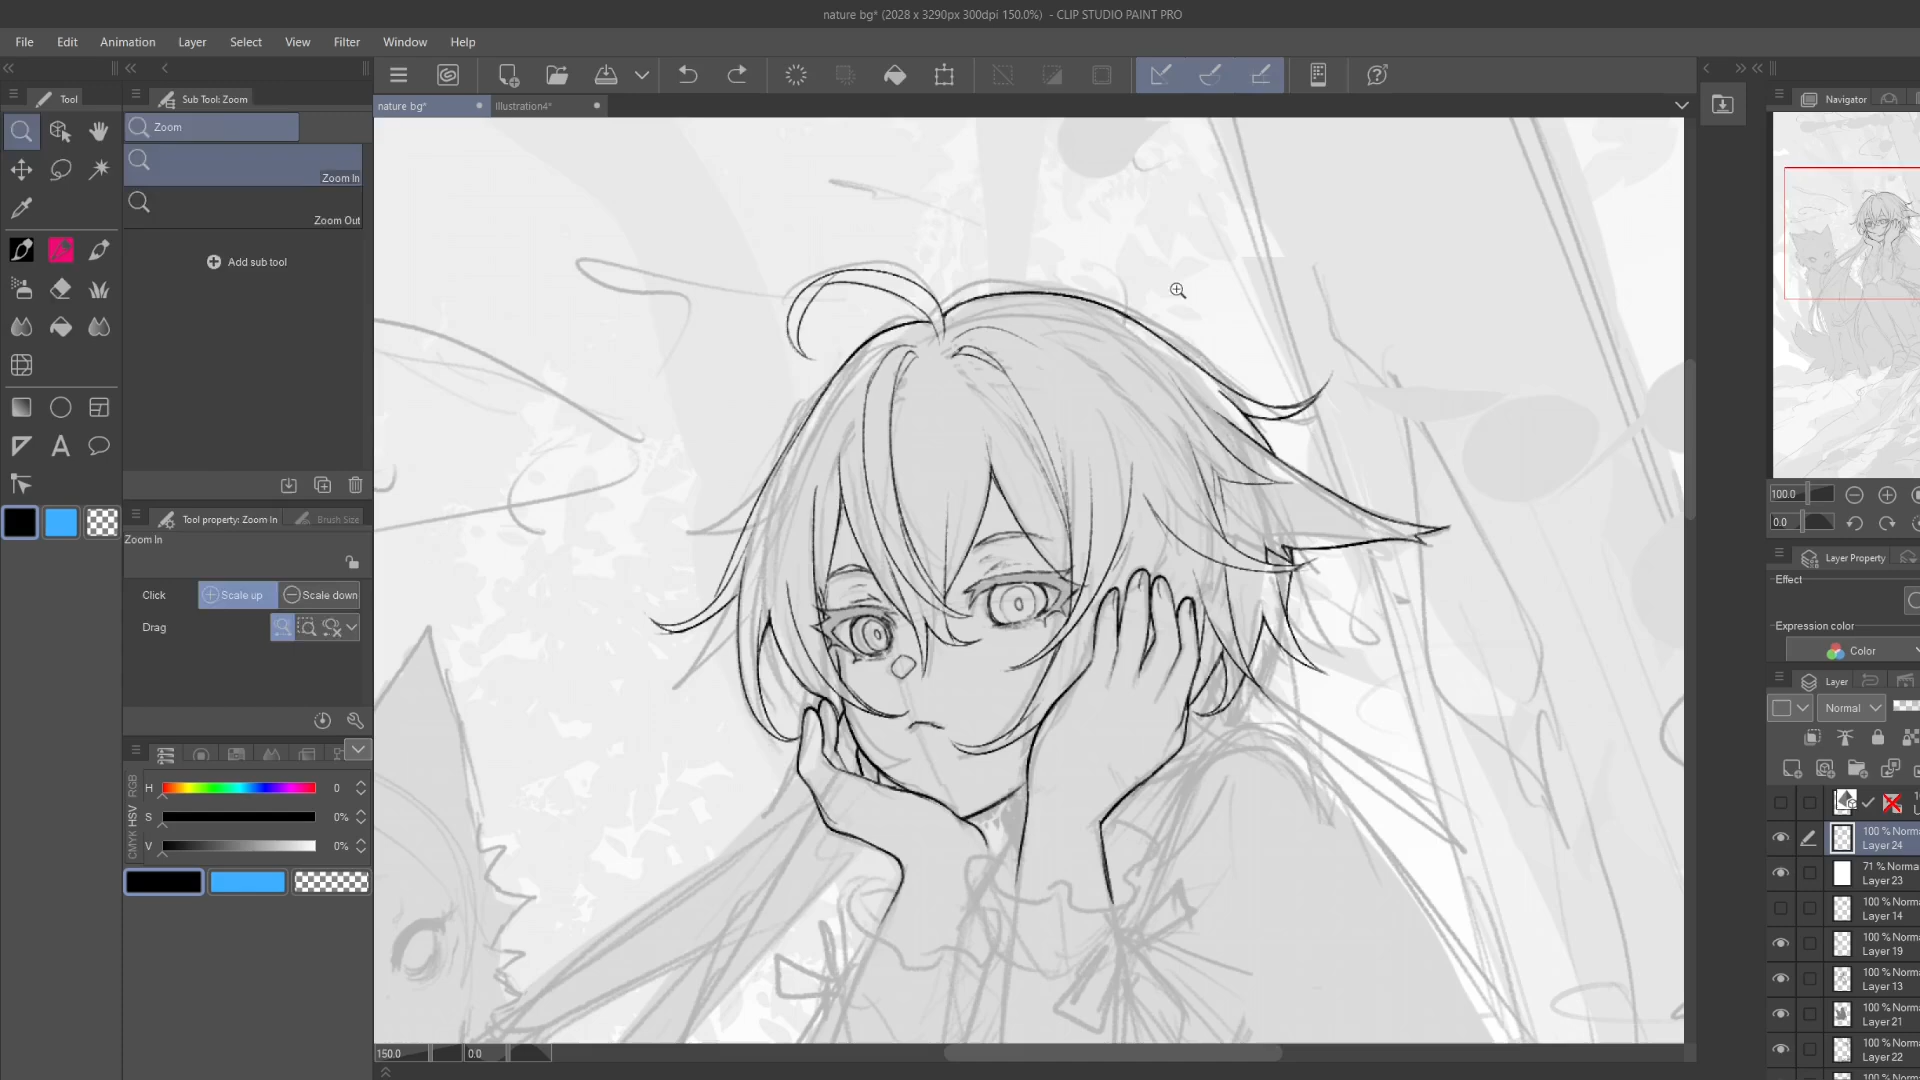 nature bg* (2028 x 3290px 300dpi 150.0%) - CLIP STUDIO PAINT PRO
File Edit Animation Layer Select View Filter Window Help
Tool
Sub Tool: Zoom
nature bg*
Illustration4*
Navigator
Zoom
Zoom In
Zoom Out
Add sub tool
100.0
0.0
Tool property: Zoom In
Brush Size
Zoom In
Layer Property
Effect
Click
Scale up
Scale down
Drag
Expression color
Color
Layer
Normal
RGB
HSV
CMYK
H 0
S 0%
V 0%
100 % Norma
Layer 24
71 % Norma
Layer 23
100 % Norma
Layer 14
100 % Norma
Layer 19
100 % Norma
Layer 13
100 % Norma
Layer 21
100 % Norma
Layer 22
150.0
0.0